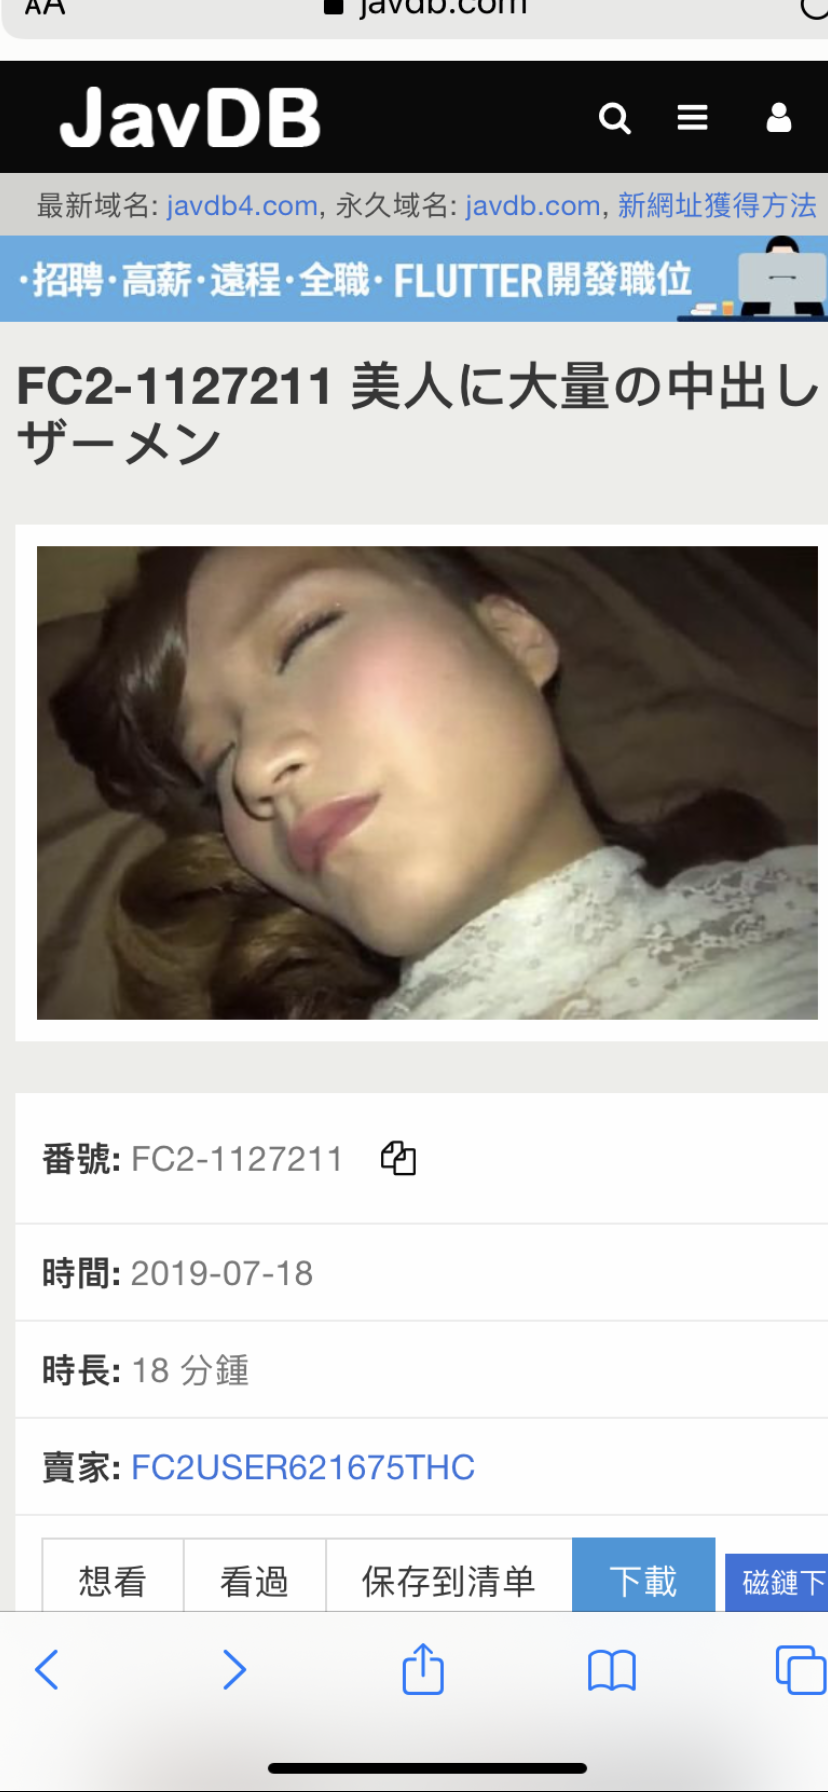 AA javdb.com
JavDB
最新域名: javdb4.com, 永久域名: javdb.com, 新網址獲得方法
·招聘·高薪·遠程·全職· FLUTTER開發職位
FC2-1127211 美人に大量の中出し
ザーメン
番號: FC2-1127211
時間: 2019-07-18
時長: 18 分鍾
賣家: FC2USER621675THC
想看 看過 保存到清单 下載 磁鏈下